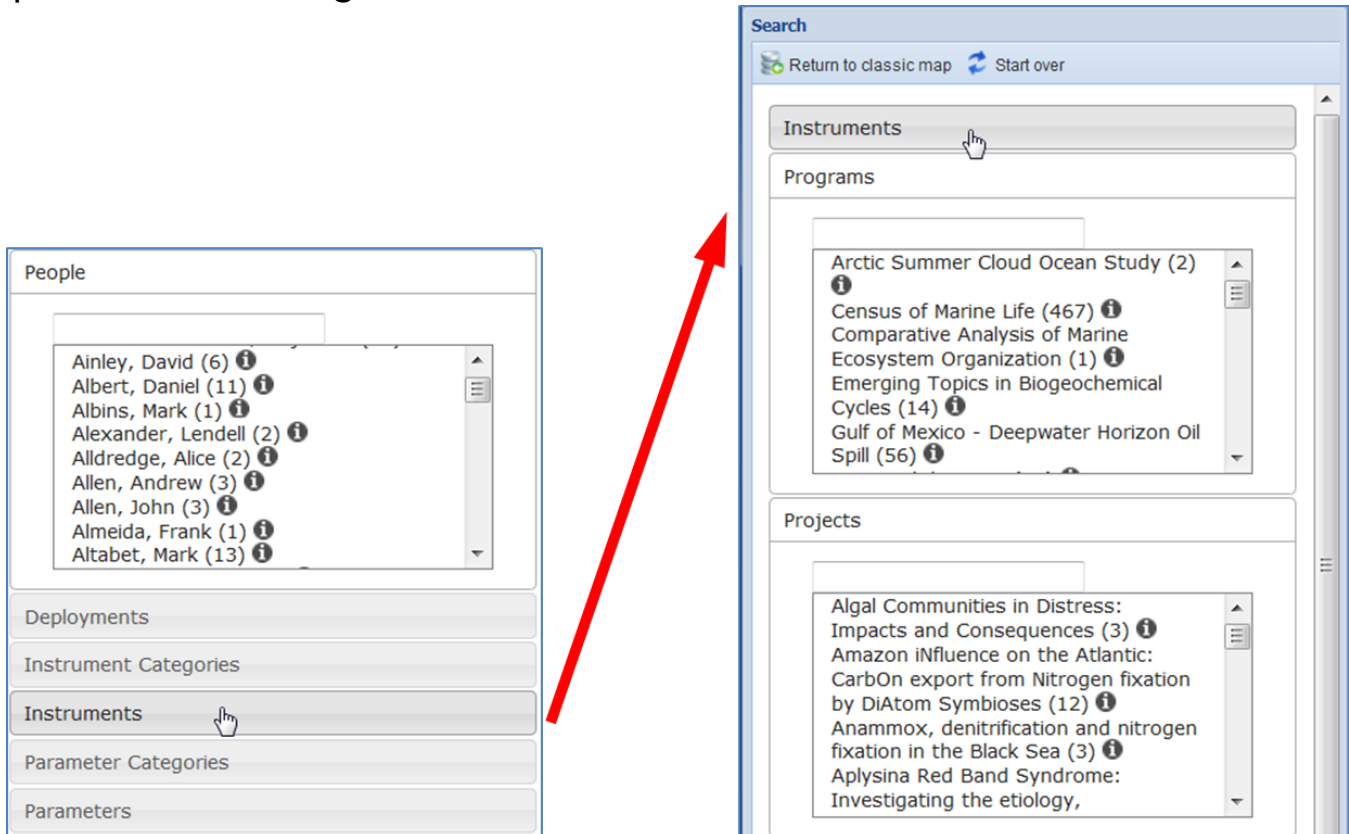 People
Ainley, David (6)
Albert, Daniel (11)
Albins, Mark (1)
Alexander, Lendell (2)
Alldredge, Alice (2)
Allen, Andrew (3)
Allen, John (3)
Almeida, Frank (1)
Altabet, Mark (13)
Deployments
Instrument Categories
Instruments
Parameter Categories
Parameters
Search
Return to classic map Start over
Instruments
Programs
Arctic Summer Cloud Ocean Study (2)
Census of Marine Life (467)
Comparative Analysis of Marine
Ecosystem Organization (1)
Emerging Topics in Biogeochemical
Cycles (14)
Gulf of Mexico - Deepwater Horizon Oil
Spill (56)
Projects
Algal Communities in Distress:
Impacts and Consequences (3)
Amazon iNfluence on the Atlantic:
CarbOn export from Nitrogen fixation
by DiAtom Symbioses (12)
Anammox, denitrification and nitrogen
fixation in the Black Sea (3)
Aplysina Red Band Syndrome:
Investigating the etiology,